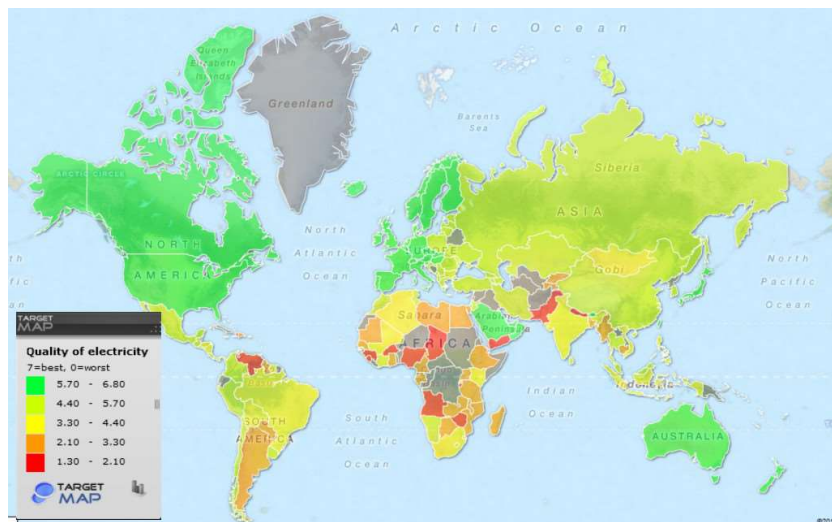 Arctic Ocean
Queen
Elizabeth
Islands
Greenland
Barents
Sea
ARCTIC CIRCLE
Siberia
ASIA
North
Atlantic
Ocean
NORTH
AMERICA
EUROPE
Gobi
North
Pacific
Ocean
Sahara
Arabian
Peninsula
AFRICA
Indonesia
Indian
Ocean
SOUTH
AMERICA
South
Atlantic
Ocean
AUSTRALIA
TARGET
MAP
Quality of electricity
7=best, 0=worst
5.70 - 6.80
4.40 - 5.70
3.30 - 4.40
2.10 - 3.30
1.30 - 2.10
TARGET
MAP